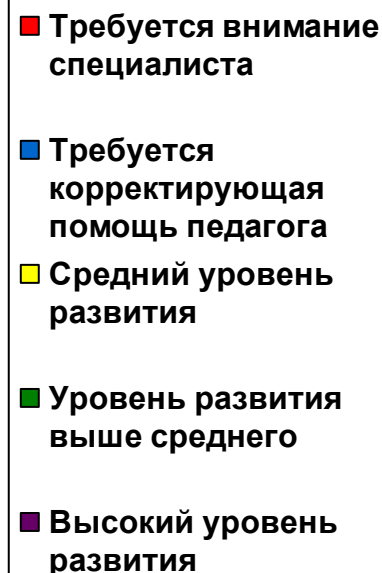 Требуется внимание
специалиста
Требуется
корректирующая
помощь педагога
Средний уровень
развития
Уровень развития
выше среднего
Высокий уровень
развития